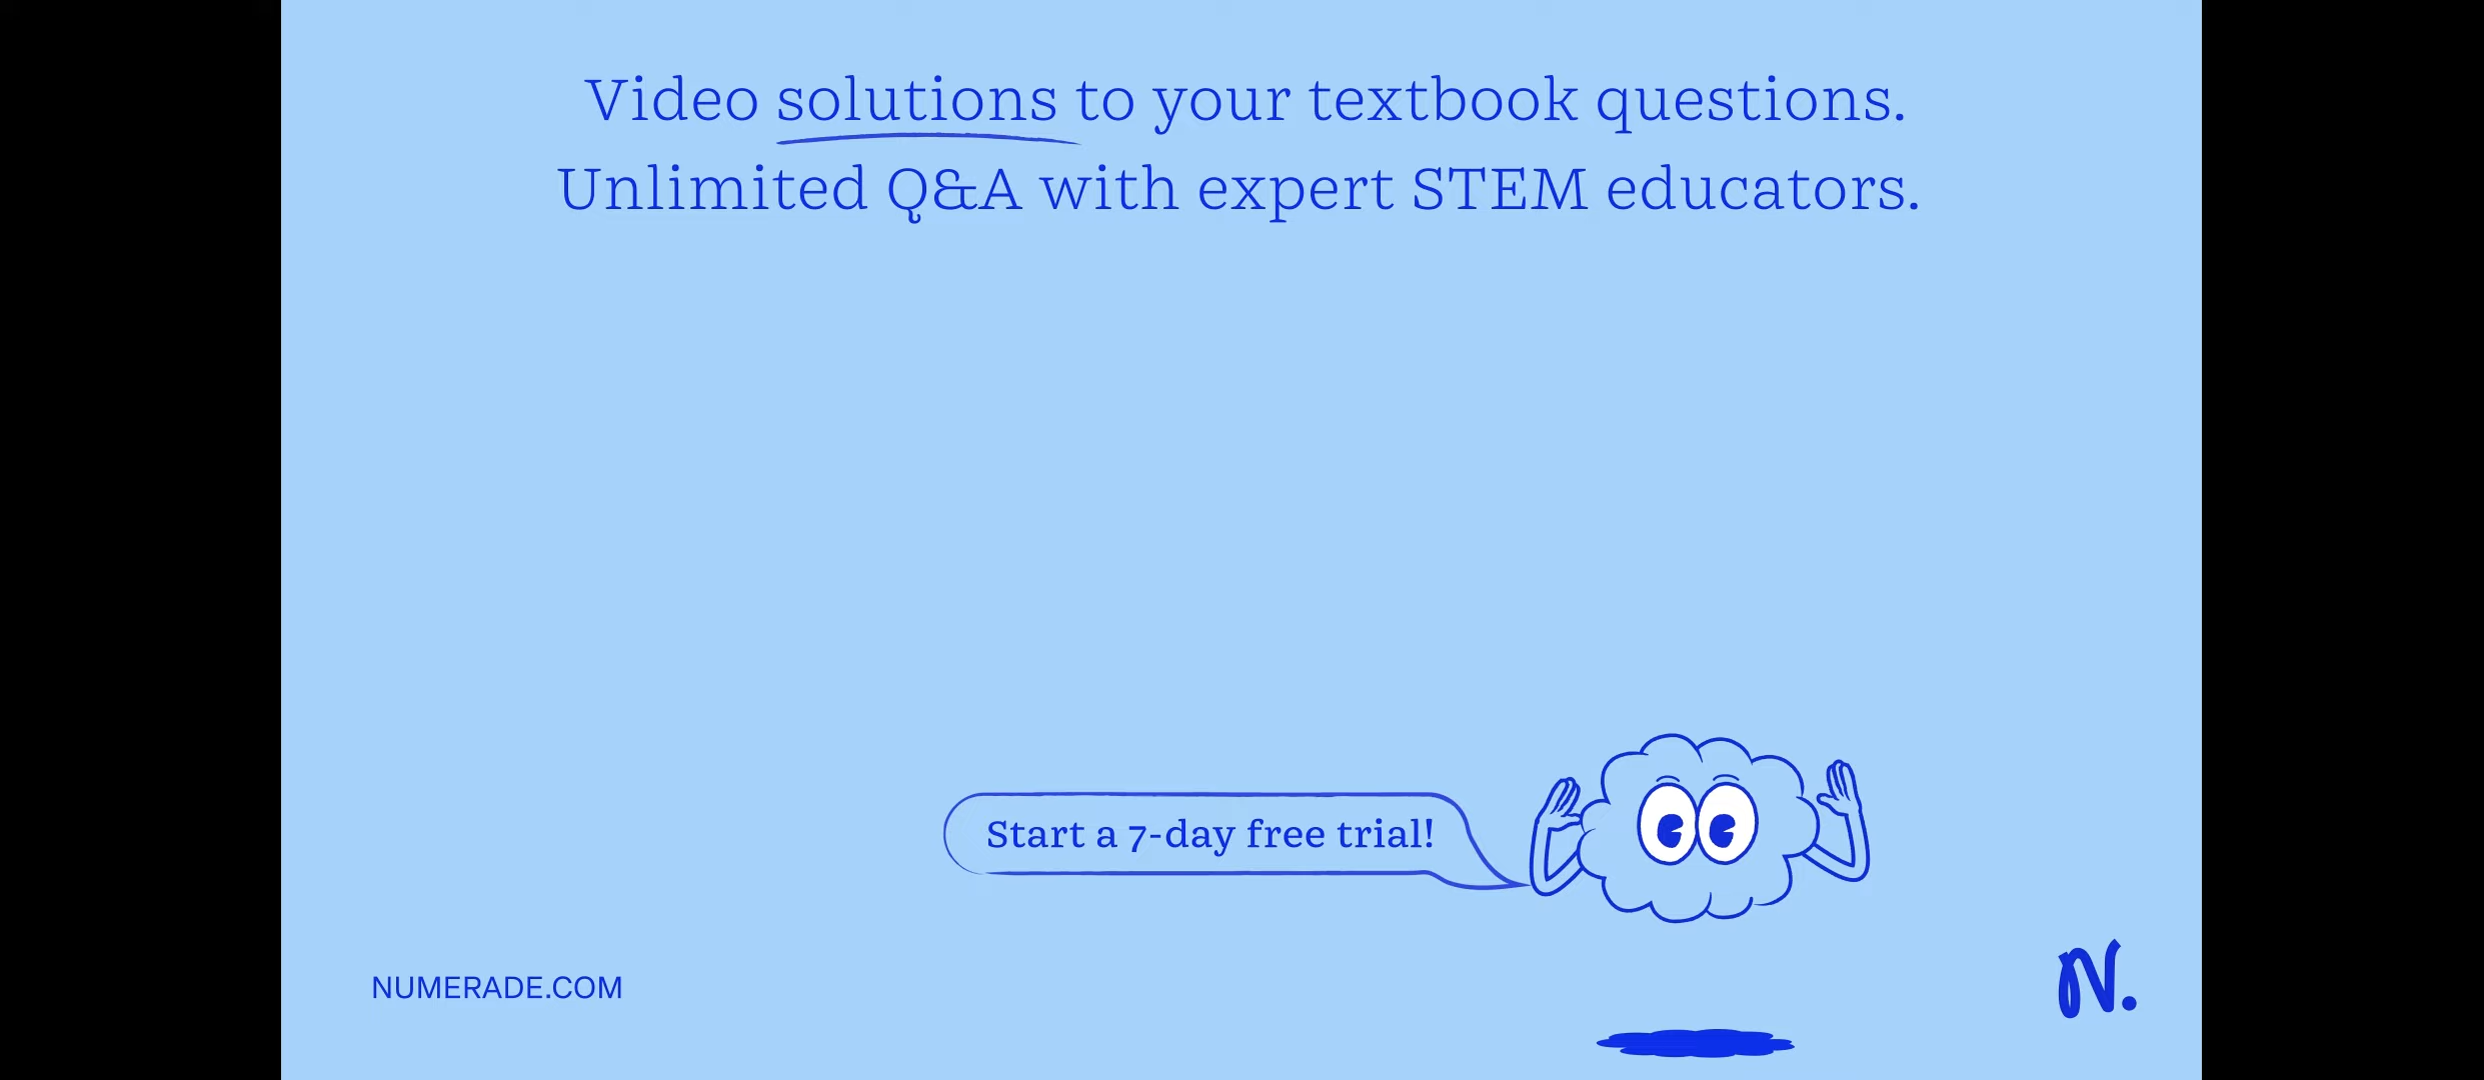 Video solutions to your textbook questions.
Unlimited Q&A with expert STEM educators.
Start a 7-day free trial!
NUMERADE.COM
N.